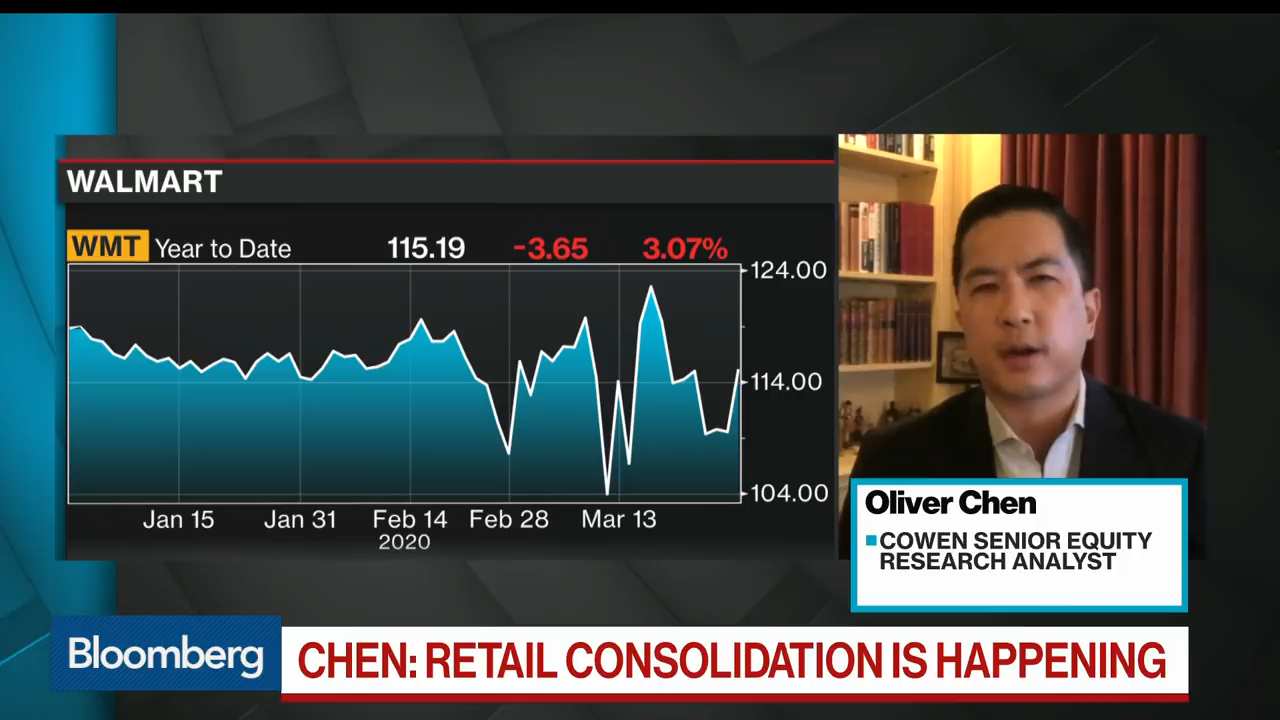 WALMART
WMT Year to Date 115.19 -3.65 3.07%
124.00
114.00
104.00
Jan 15 Jan 31 Feb 14 Feb 28 Mar 13
2020
Oliver Chen
COWEN SENIOR EQUITY
RESEARCH ANALYST
Bloomberg
CHEN: RETAIL CONSOLIDATION IS HAPPENING